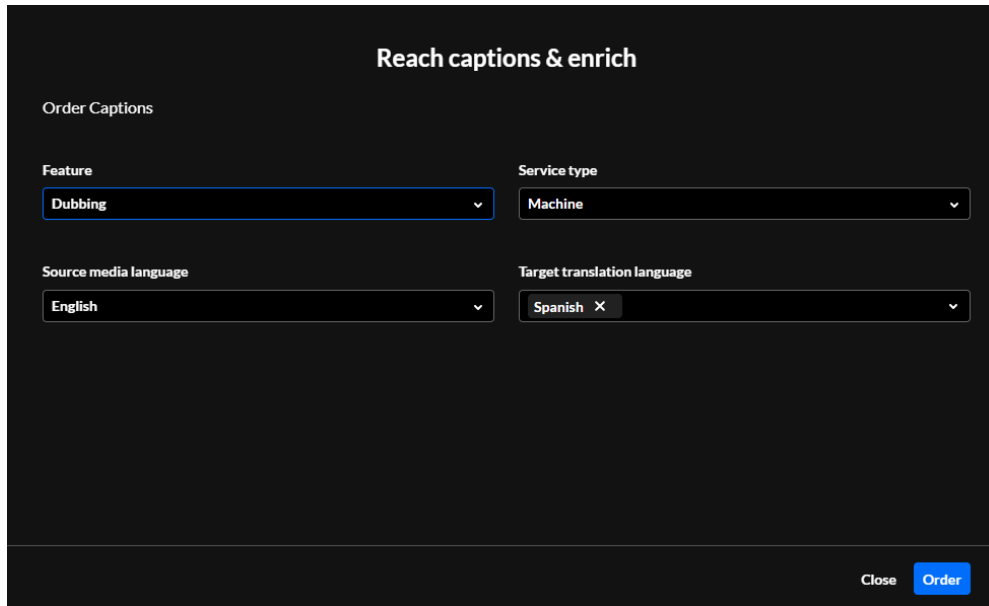 Reach captions & enrich
Order Captions
Feature
Service type
Dubbing
Machine
Source media language
Target translation language
English
Spanish ✕
Close
Order